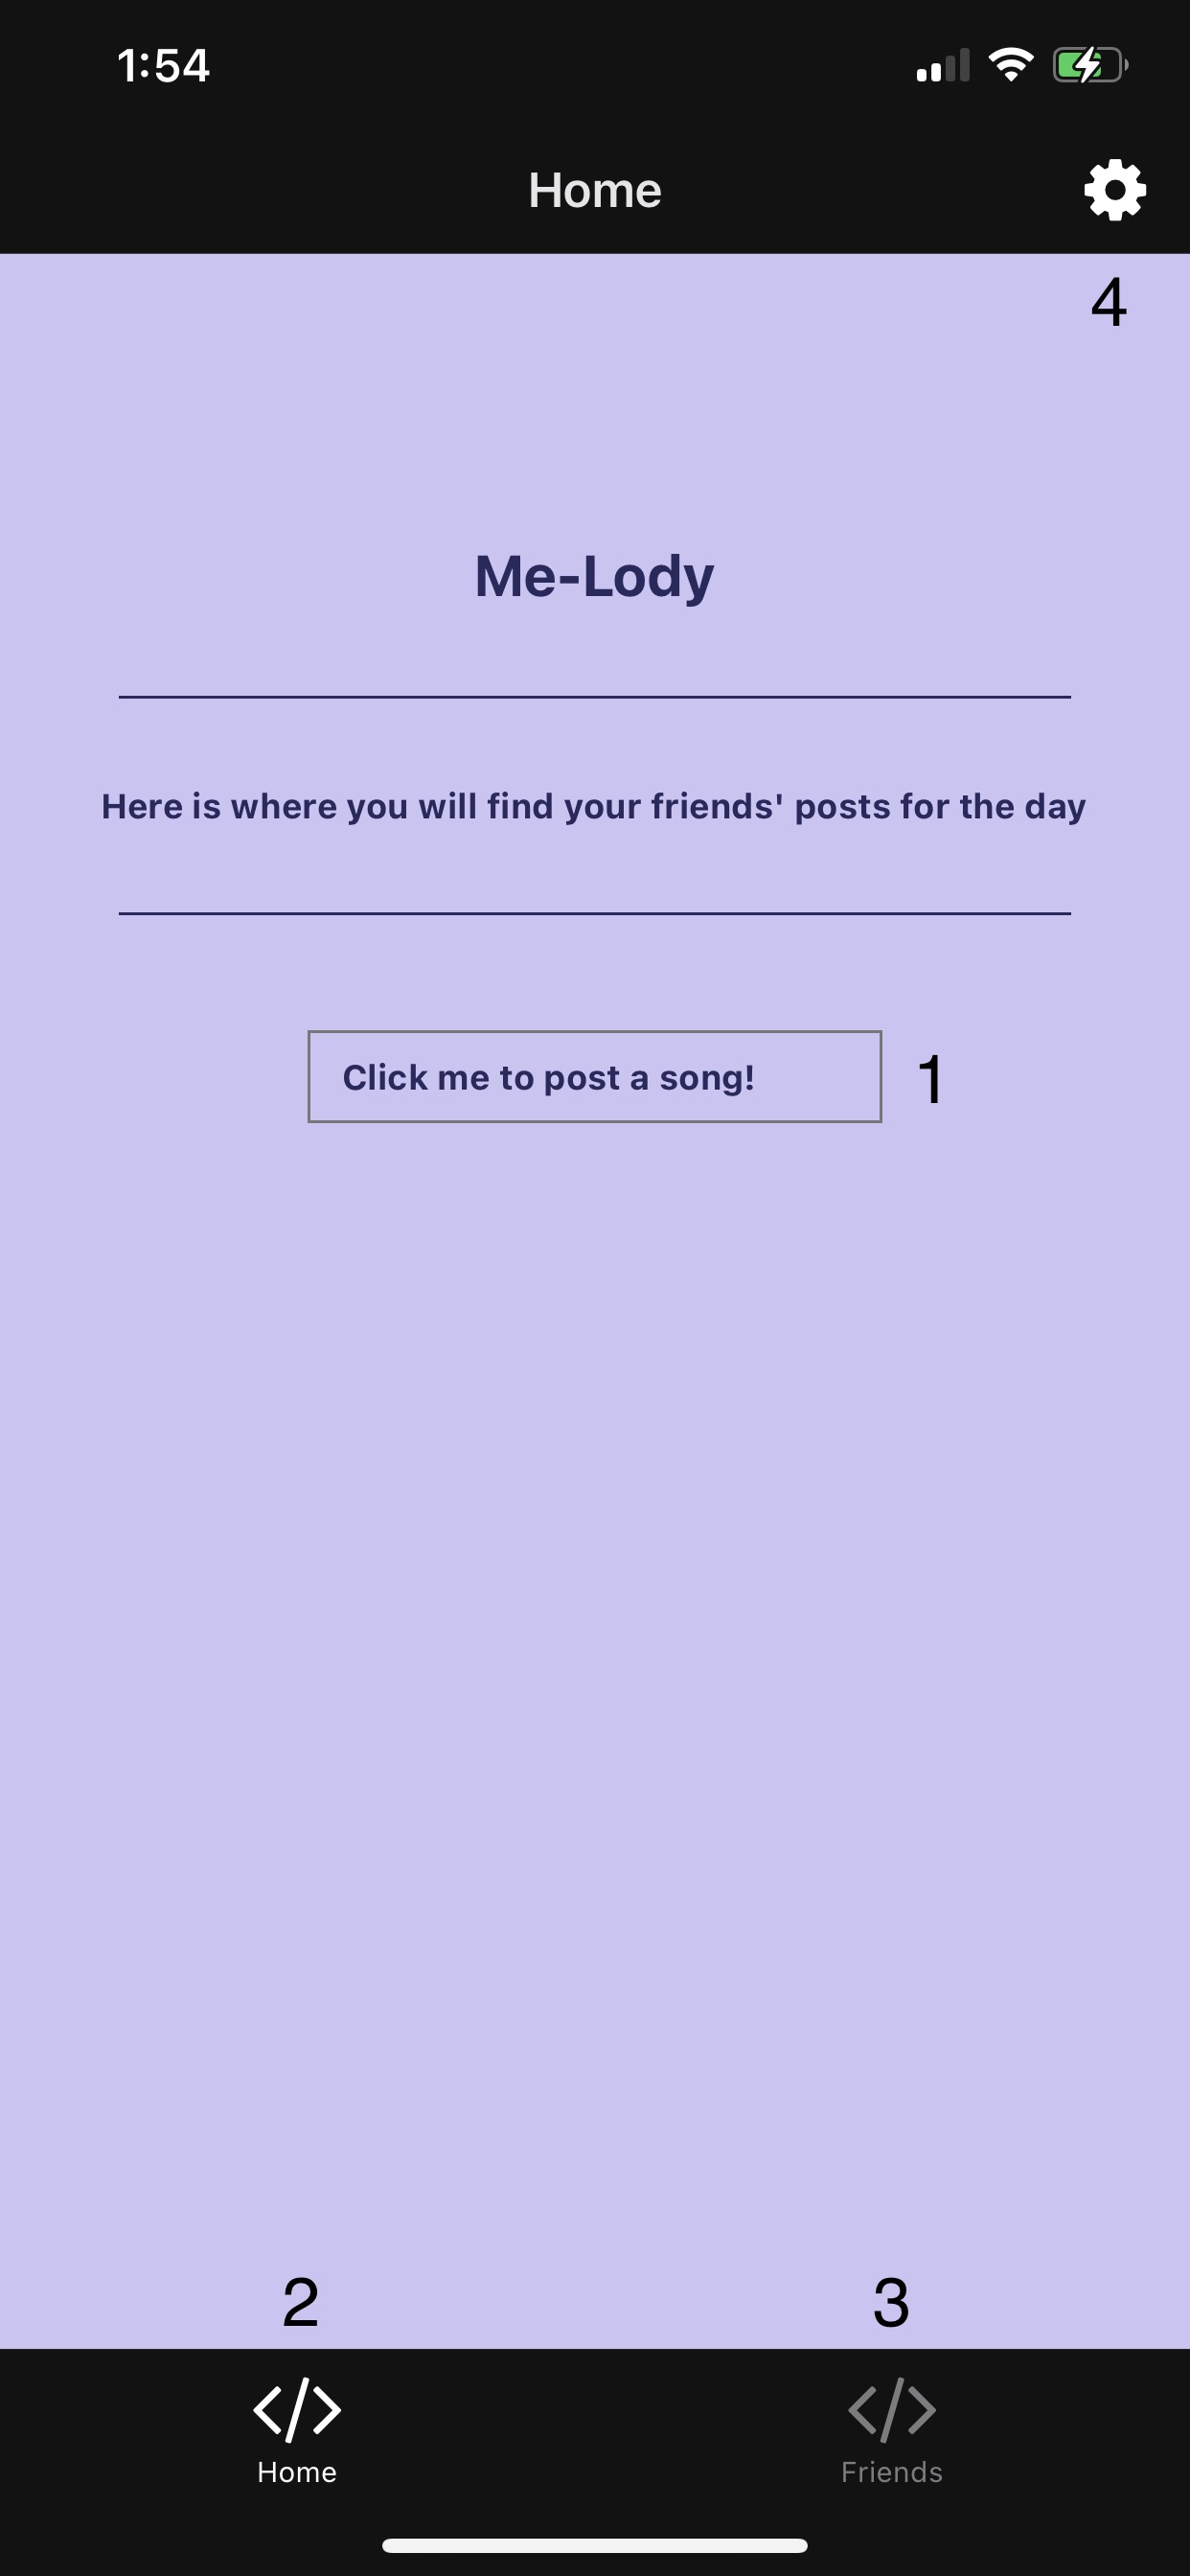 1:54
Home
4
Me-Lody
Here is where you will find your friends' posts for the day
Click me to post a song! 1
2 3
Home Friends